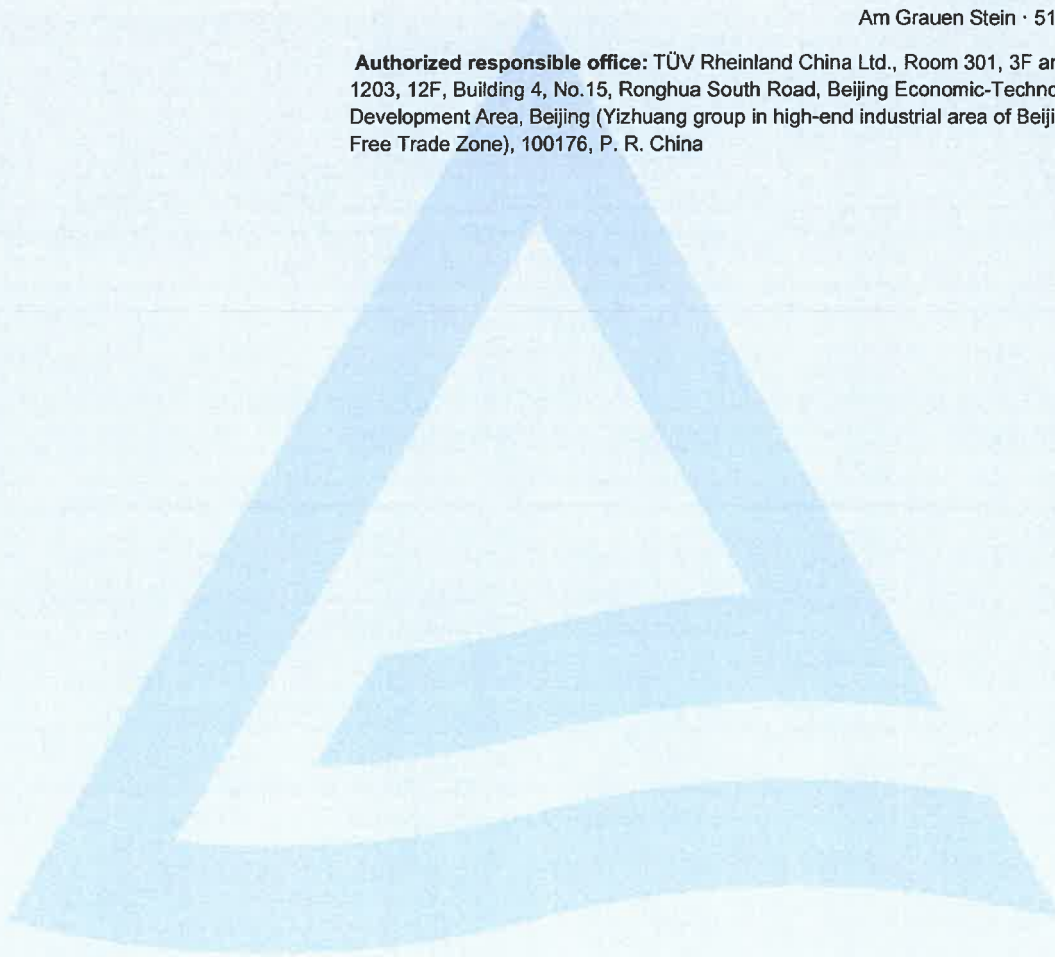 Am Grauen Stein · 51
Authorized responsible office: TÜV Rheinland China Ltd., Room 301, 3F
1203, 12F, Building 4, No.15, Ronghua South Road, Beijing
Development Area, Beijing (Yizhuang group in high-end industrial area of
Free Trade Zone), 100176, P. R. China